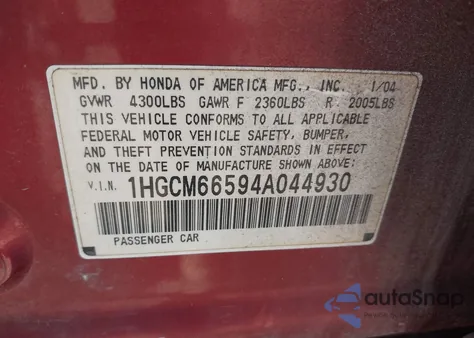 MFD. BY HONDA OF AMERICA MFG., INC. 1/04
GVWR 4300LBS GAWR F 2360LBS R 2005LBS
THIS VEHICLE CONFORMS TO ALL APPLICABLE
FEDERAL MOTOR VEHICLE SAFETY, BUMPER,
AND THEFT PREVENTION STANDARDS IN EFFECT
ON THE DATE OF MANUFACTURE SHOWN ABOVE:
V.I.N. 1HGCM66594A044930
PASSENGER CAR
autoSnap